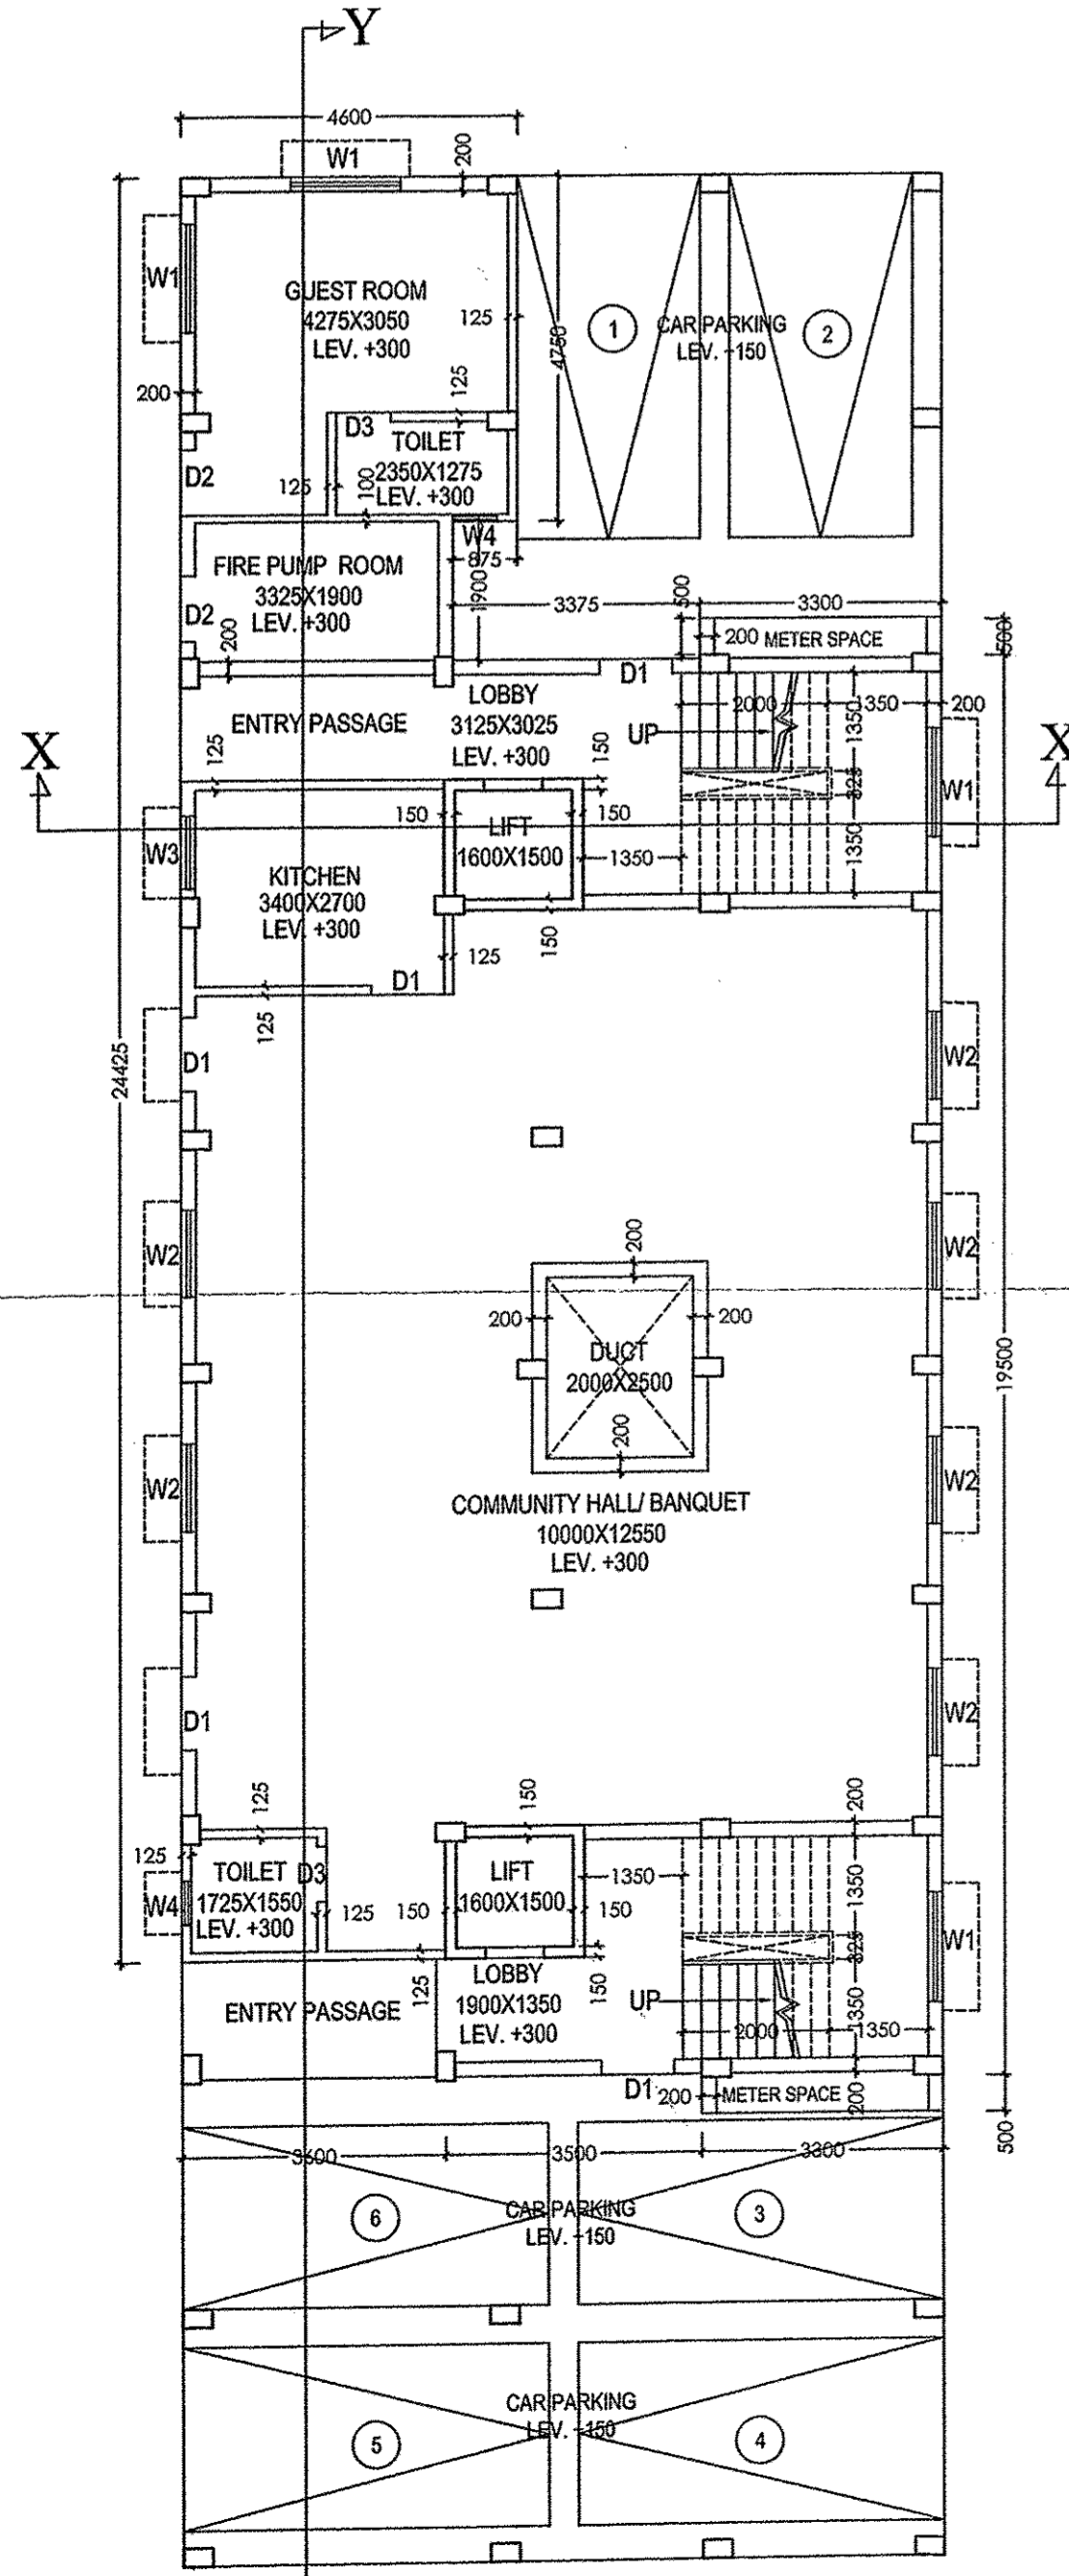 Y
4600
W1
200
W1
GUEST ROOM
4275X3050
LEV. +300
125
1
CAR PARKING
LEV. -150
2
4750
200
125
D3
TOILET
2350X1275
LEV. +300
D2
125
100
W4
875
FIRE PUMP ROOM
3325X1900
LEV. +300
1900
3375
500
3300
D2
200
200 METER SPACE
500
LOBBY
3125X3025
LEV. +300
D1
ENTRY PASSAGE
2000
1350
200
1350
UP
125
150
X
X
825
W1
150
LIFT
1600X1500
150
1350
1350
W3
KITCHEN
3400X2700
LEV. +300
125
150
D1
125
24425
D1
W2
200
W2
W2
200
200
DUCT
2000X2500
19500
200
W2
W2
COMMUNITY HALL/ BANQUET
10000X12550
LEV. +300
D1
W2
125
150
200
125
TOILET
1725X1550
LEV. +300
D3
W4
125
150
LIFT
1600X1500
150
1350
1350
825
W1
125
LOBBY
1900X1350
LEV. +300
150
ENTRY PASSAGE
UP
2000
1350
1350
D1
200
METER SPACE
200
500
3600
3500
3300
6
CAR PARKING
LEV. -150
3
CAR PARKING
LEV. -150
5
4